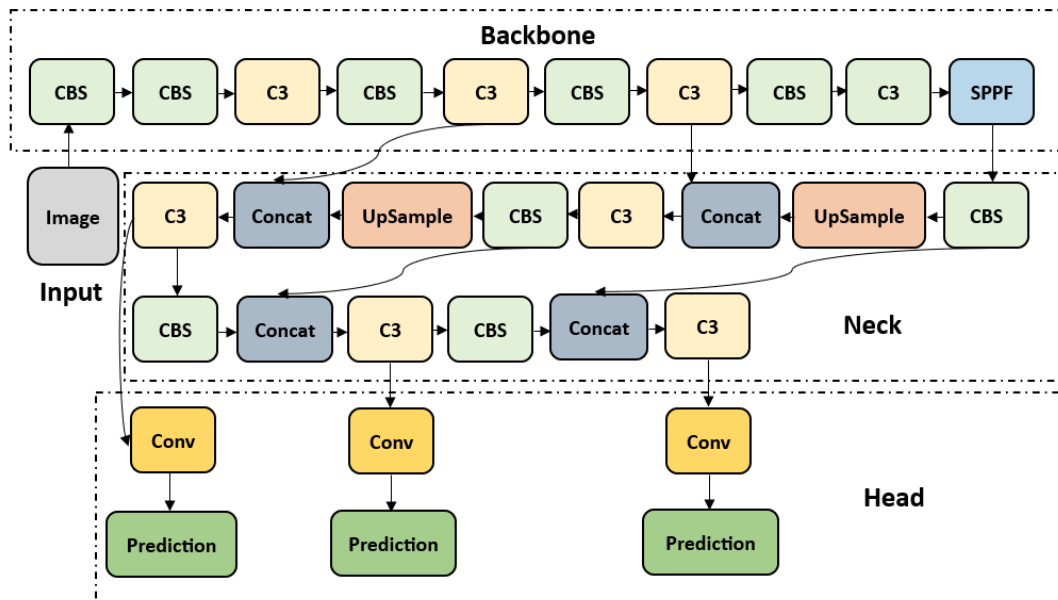 Backbone
CBS CBS C3 CBS C3 CBS C3 CBS C3 SPPF
Image
Input
C3 Concat UpSample CBS C3 Concat UpSample CBS
CBS Concat C3 CBS Concat C3
Neck
Conv Conv Conv
Head
Prediction Prediction Prediction